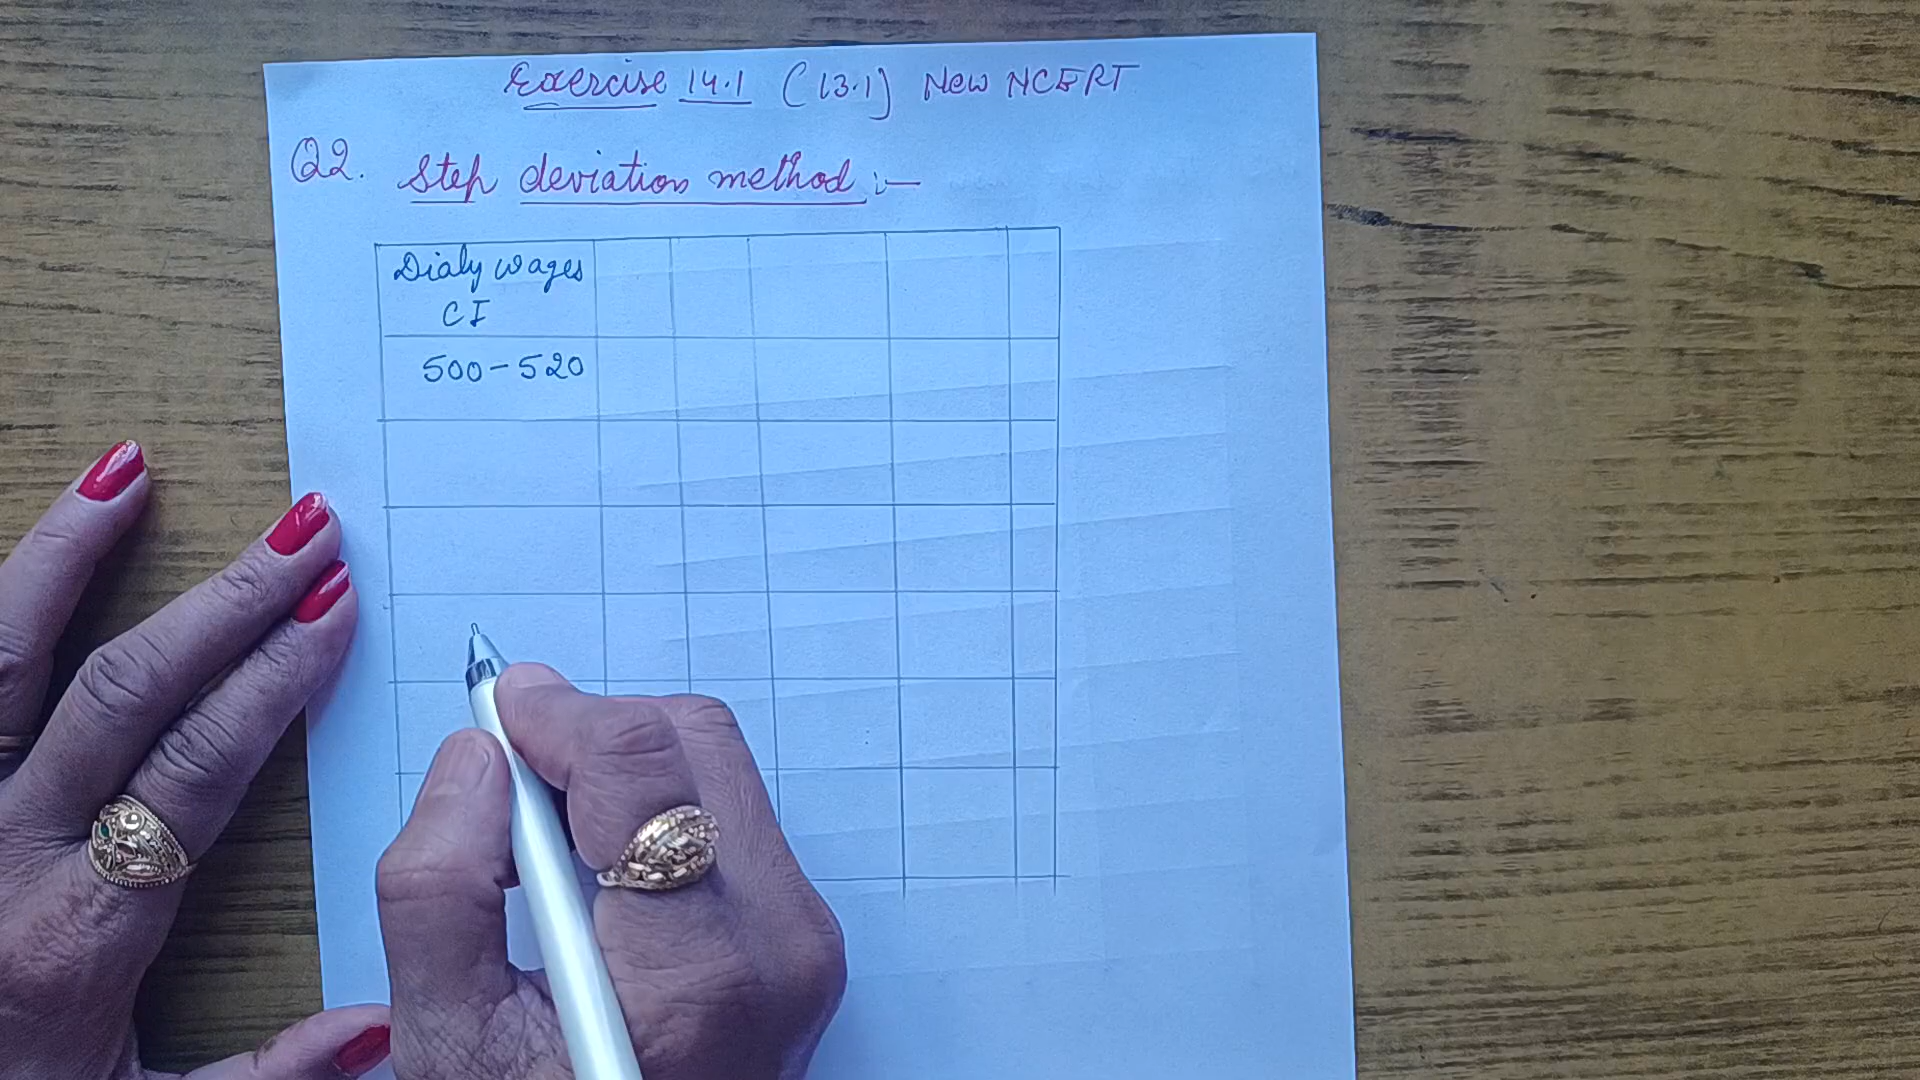 Exercise 14.1 (13.1) New NCERT
Q2. Step deviation method :-
Dialy wages
CI
500-520